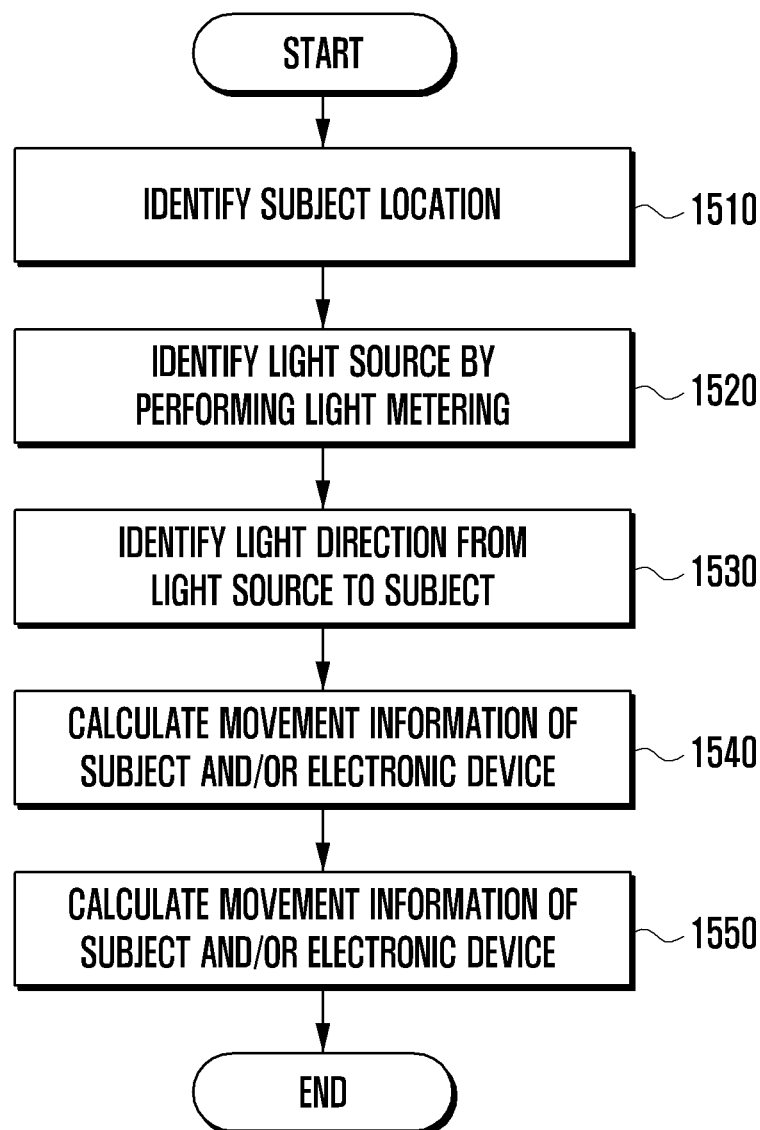 START
IDENTIFY SUBJECT LOCATION
1510
IDENTIFY LIGHT SOURCE BY
PERFORMING LIGHT METERING
1520
IDENTIFY LIGHT DIRECTION FROM
LIGHT SOURCE TO SUBJECT
1530
CALCULATE MOVEMENT INFORMATION OF
SUBJECT AND/OR ELECTRONIC DEVICE
1540
CALCULATE MOVEMENT INFORMATION OF
SUBJECT AND/OR ELECTRONIC DEVICE
1550
END